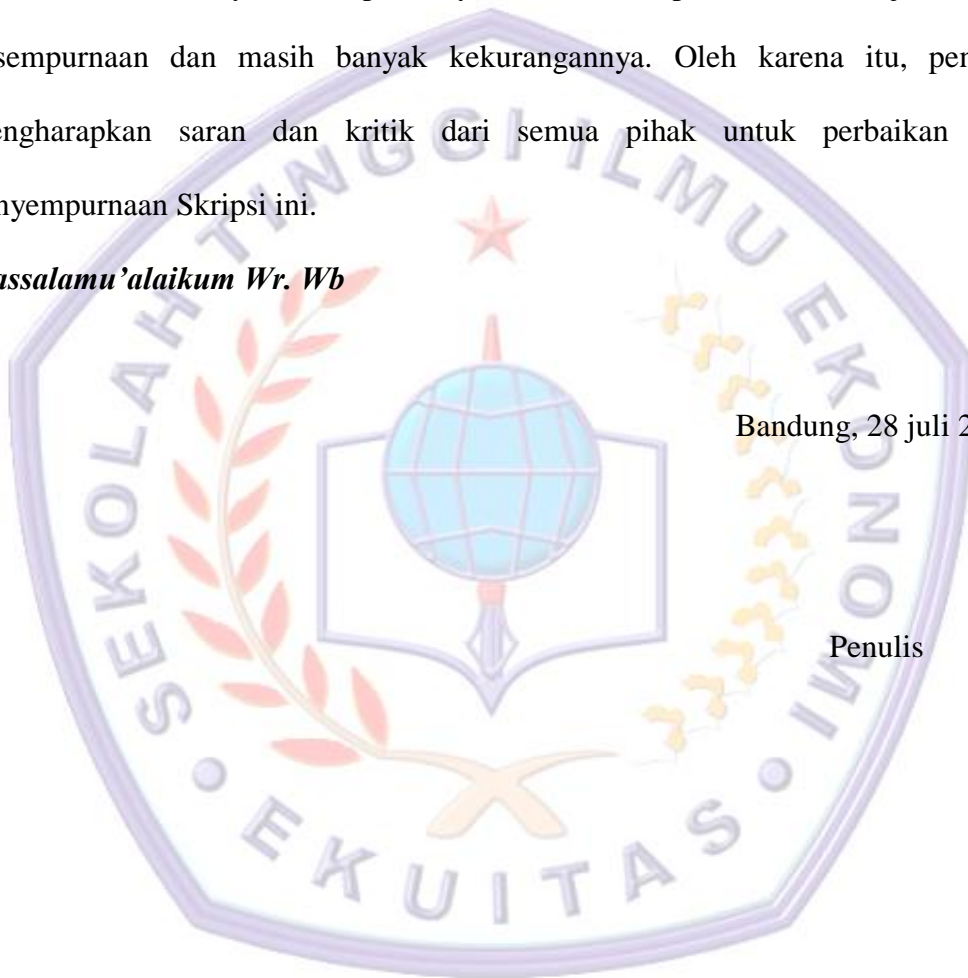 sempurnaan dan masih banyak kekurangannya. Oleh karena itu, pen
engharapkan saran dan kritik dari semua pihak untuk perbaikan
nyempurnaan Skripsi ini.
assalamu’alaikum Wr. Wb
Bandung, 28 juli 2
Penulis
SEKOLAH TINGGI ILMU EKONOMI
• EKUITAS •